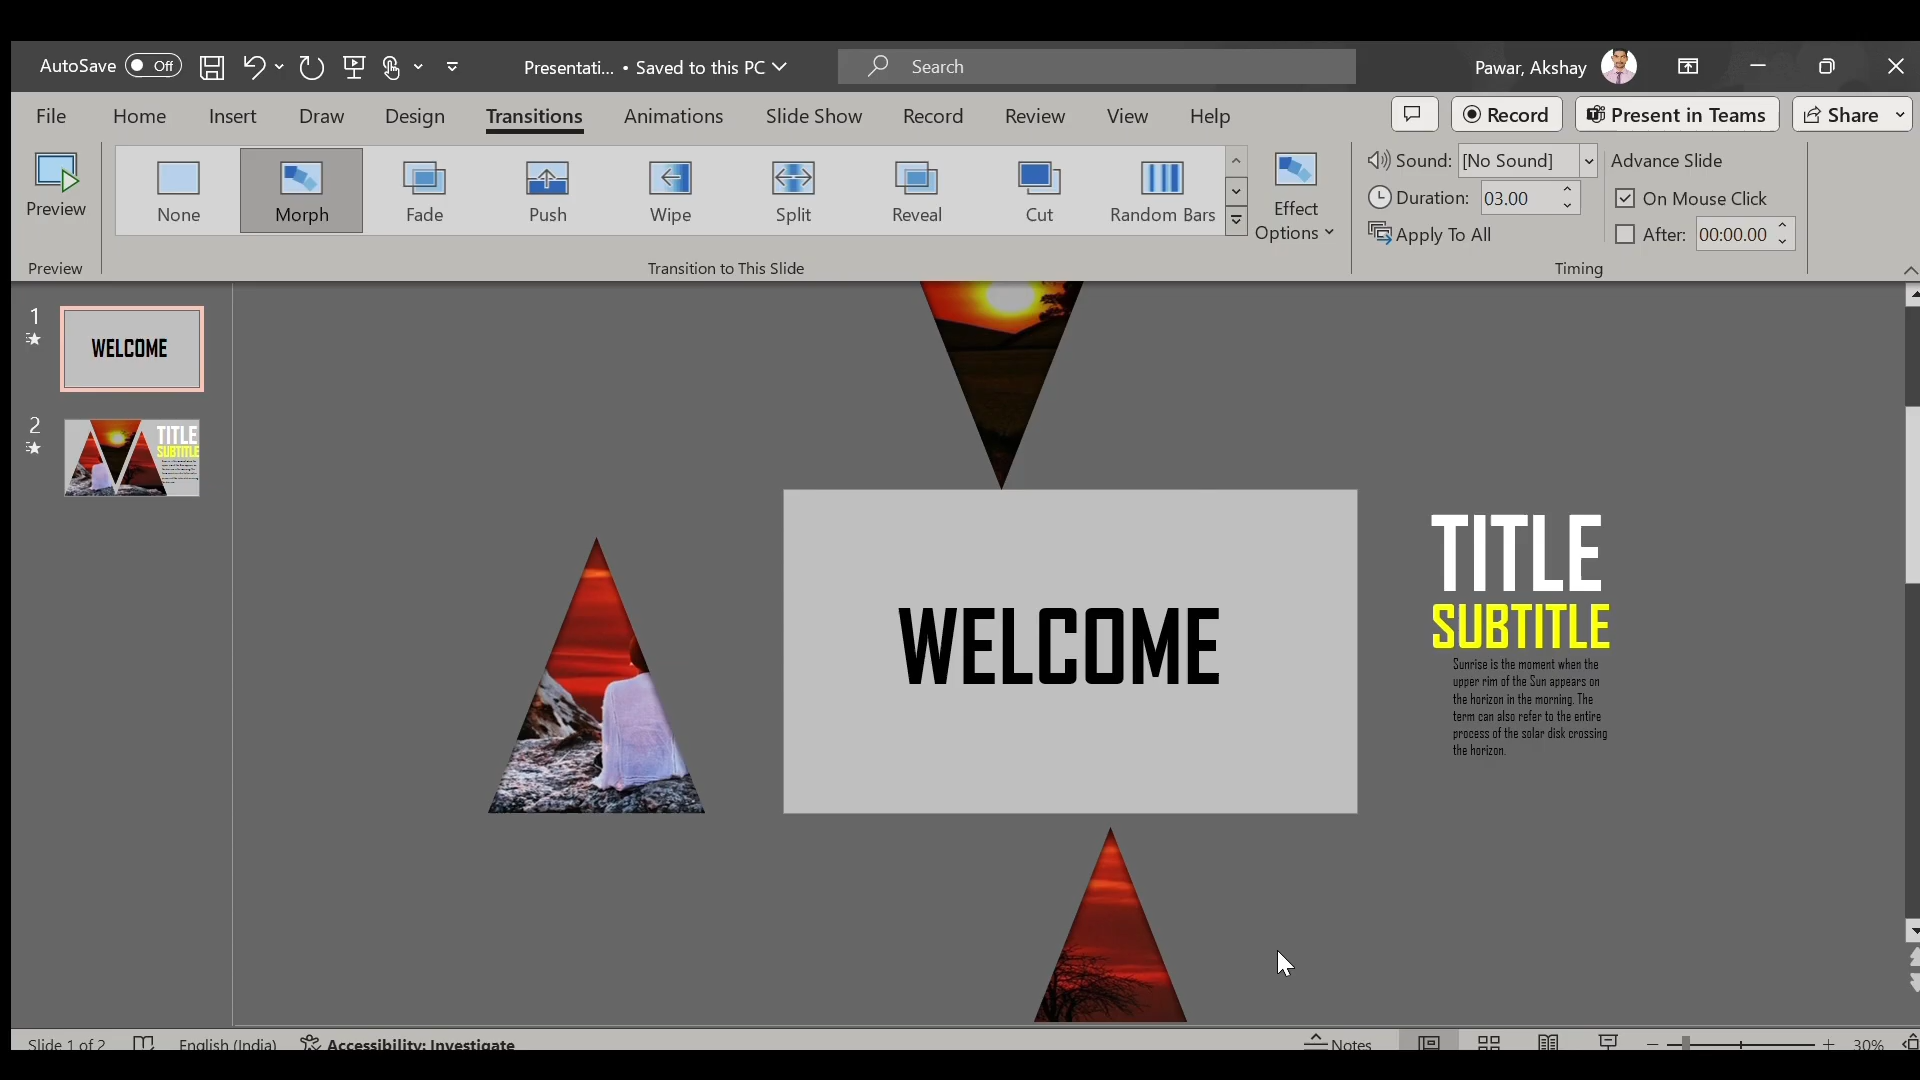 AutoSave Off Presentati... • Saved to this PC Search Pawar, Akshay
File Home Insert Draw Design Transitions Animations Slide Show Record Review View Help Record Present in Teams Share
Preview
None Morph Fade Push Wipe Split Reveal Cut Random Bars
Effect
Options
Sound: [No Sound]
Duration: 03.00
Apply To All
Advance Slide
On Mouse Click
After: 00:00.00
Preview Transition to This Slide Timing
1
WELCOME
2
TITLE
SUBTITLE
WELCOME
TITLE
SUBTITLE
Sunrise is the moment when the
upper rim of the Sun appears on
the horizon in the morning. The
term can also refer to the entire
process of the solar disk crossing
the horizon.
Slide 1 of 2 English (India) Accessibility: Investigate Notes 30%